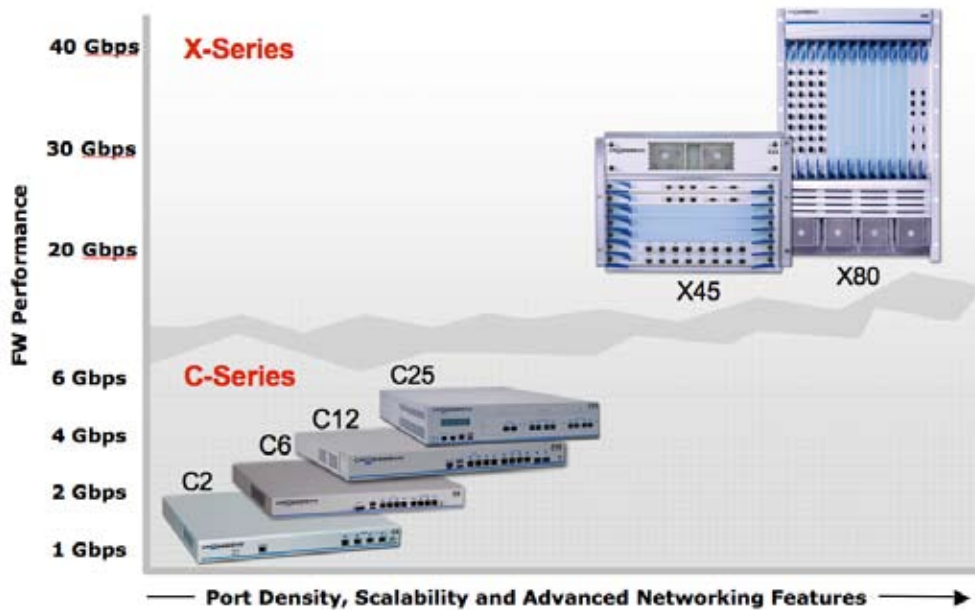 40 Gbps
X-Series
30 Gbps
20 Gbps
X45
X80
FW Performance
6 Gbps
C-Series
C25
4 Gbps
C12
C6
2 Gbps
C2
1 Gbps
Port Density, Scalability and Advanced Networking Features